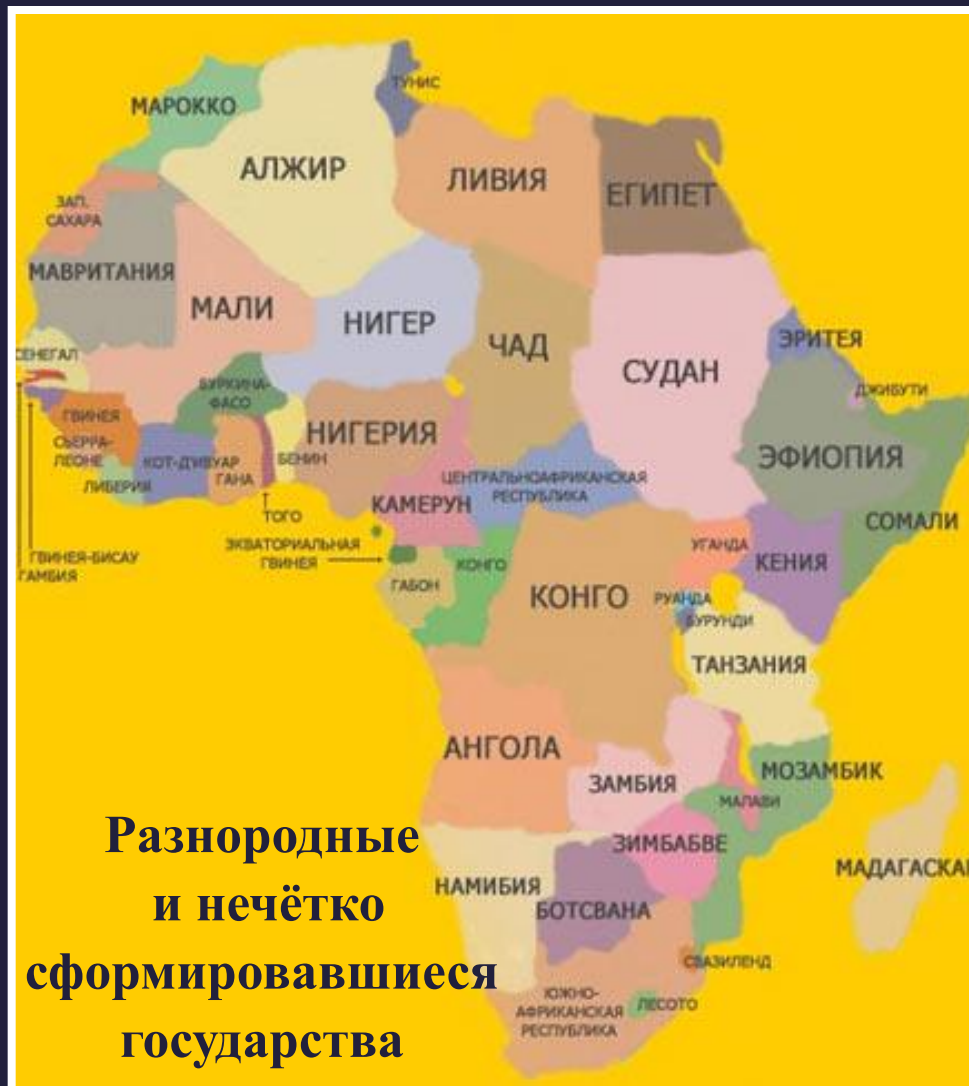 ТУНИС
МАРОККО
АЛЖИР
ЛИВИЯ
ЕГИПЕТ
ЗАП.
САХАРА
МАВРИТАНИЯ
МАЛИ
НИГЕР
ЧАД
СУДАН
ЭРИТЕЯ
СЕНЕГАЛ
БУРКИНА-
ФАСО
ДЖИБУТИ
ГВИНЕЯ
НИГЕРИЯ
СЬЕРРА-
ЛЕОНЕ
КОТ-Д'ИВУАР
БЕНИН
ЭФИОПИЯ
ЛИБЕРИЯ
ГАНА
ЦЕНТРАЛЬНОАФРИКАНСКАЯ
РЕСПУБЛИКА
КАМЕРУН
ТОГО
СОМАЛИ
ЭКВАТОРИАЛЬНАЯ
ГВИНЕЯ
УГАНДА
ГВИНЕЯ-БИСАУ
КОНГО
КЕНИЯ
ГАМБИЯ
ГАБОН
КОНГО
РУАНДА
БУРУНДИ
ТАНЗАНИЯ
АНГОЛА
ЗАМБИЯ
МОЗАМБИК
МАЛАВИ
ЗИМБАБВЕ
МАДАГАСКАР
НАМИБИЯ
БОТСВАНА
СВАЗИЛЕНД
ЮЖНО-
АФРИКАНСКАЯ
РЕСПУБЛИКА
ЛЕСОТО
Разнородные
и нечётко
сформировавшиеся
государства